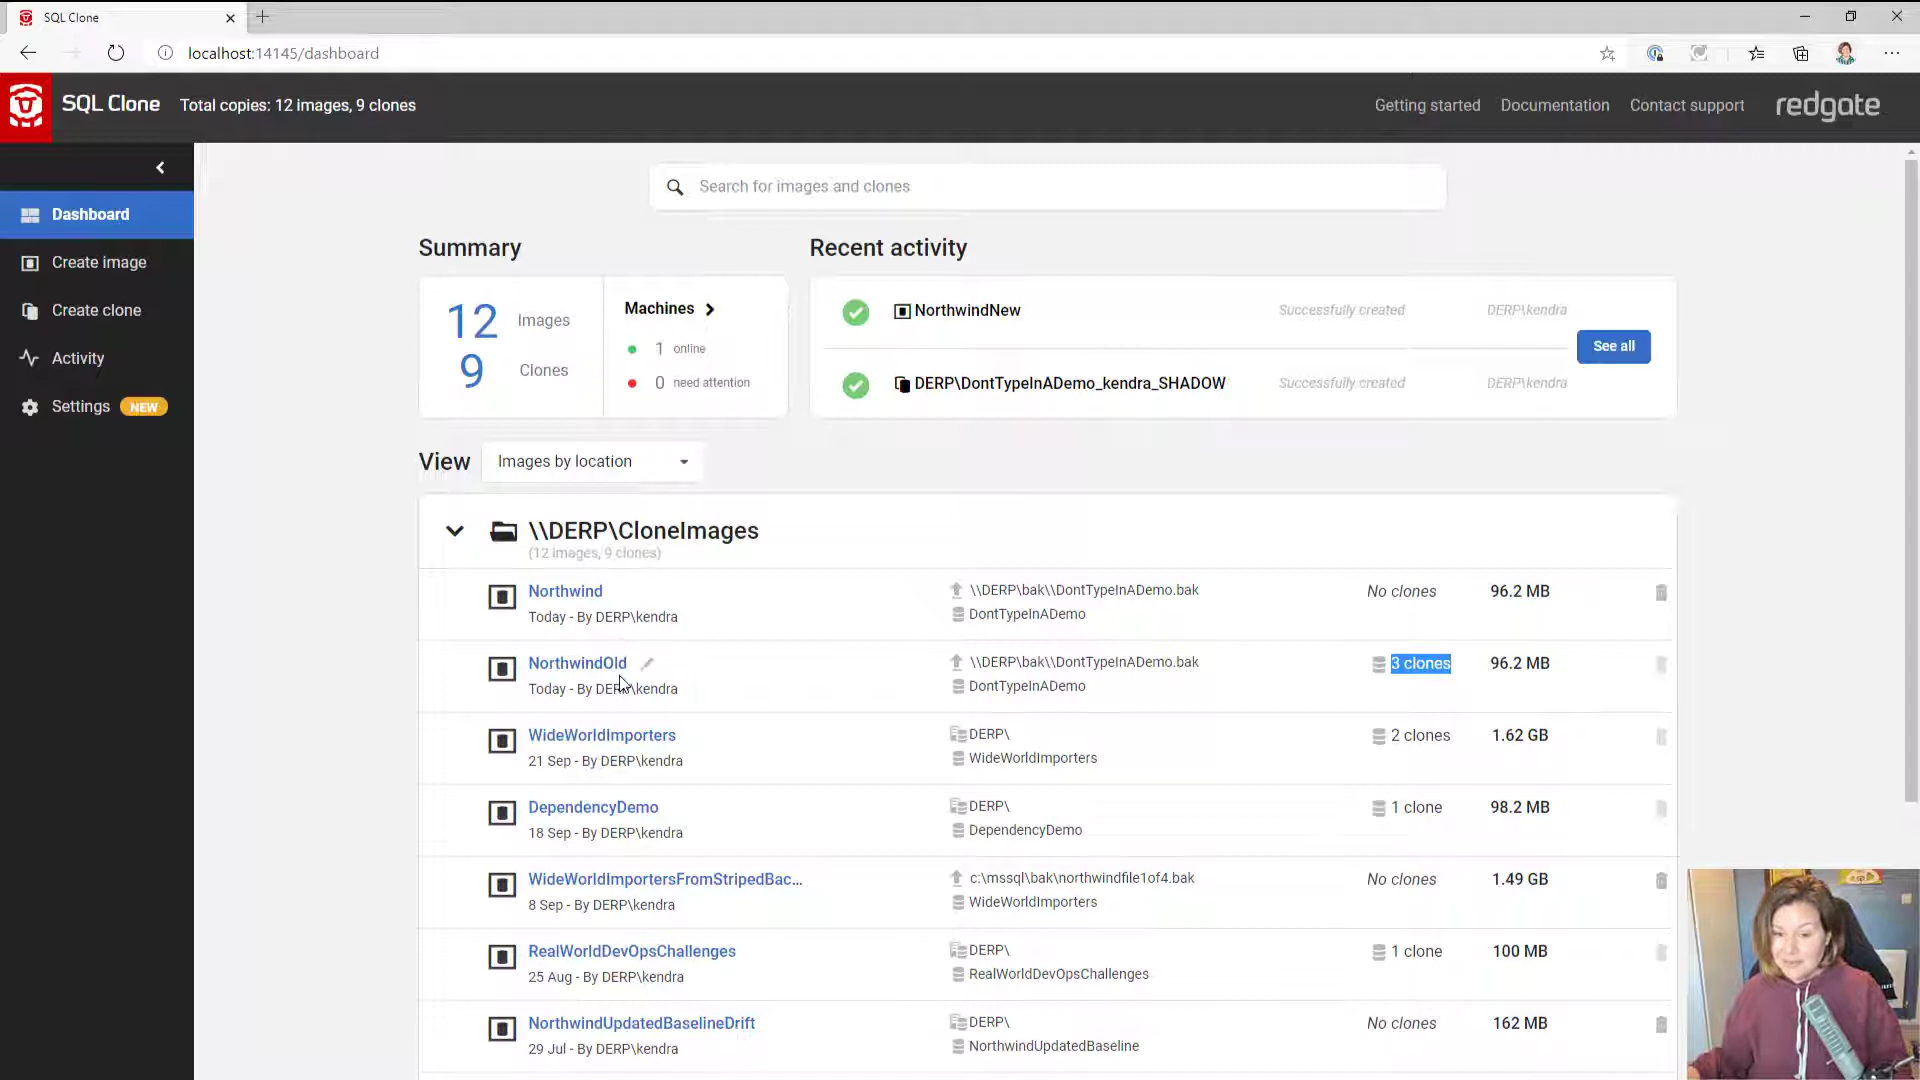 SQL Clone
localhost:14145/dashboard
SQL Clone Total copies: 12 images, 9 clones
Getting started Documentation Contact support redgate
Dashboard
Create image
Create clone
Activity
Settings NEW
Search for images and clones
Summary
12 Images
9 Clones
Machines
1 online
0 need attention
Recent activity
NorthwindNew Successfully created DERP\kendra
See all
DERP\DontTypeInADemo_kendra_SHADOW Successfully created DERP\kendra
View Images by location
\\DERP\CloneImages
(12 images, 9 clones)
Northwind \\DERP\bak\\DontTypeInADemo.bak No clones 96.2 MB
Today - By DERP\kendra DontTypeInADemo
NorthwindOld \\DERP\bak\\DontTypeInADemo.bak 3 clones 96.2 MB
Today - By DERP\kendra DontTypeInADemo
WideWorldImporters DERP\ 2 clones 1.62 GB
21 Sep - By DERP\kendra WideWorldImporters
DependencyDemo DERP\ 1 clone 98.2 MB
18 Sep - By DERP\kendra DependencyDemo
WideWorldImportersFromStripedBac... c:\mssql\bak\northwindfile1of4.bak No clones 1.49 GB
8 Sep - By DERP\kendra WideWorldImporters
RealWorldDevOpsChallenges DERP\ 1 clone 100 MB
25 Aug - By DERP\kendra RealWorldDevOpsChallenges
NorthwindUpdatedBaselineDrift DERP\ No clones 162 MB
29 Jul - By DERP\kendra NorthwindUpdatedBaseline